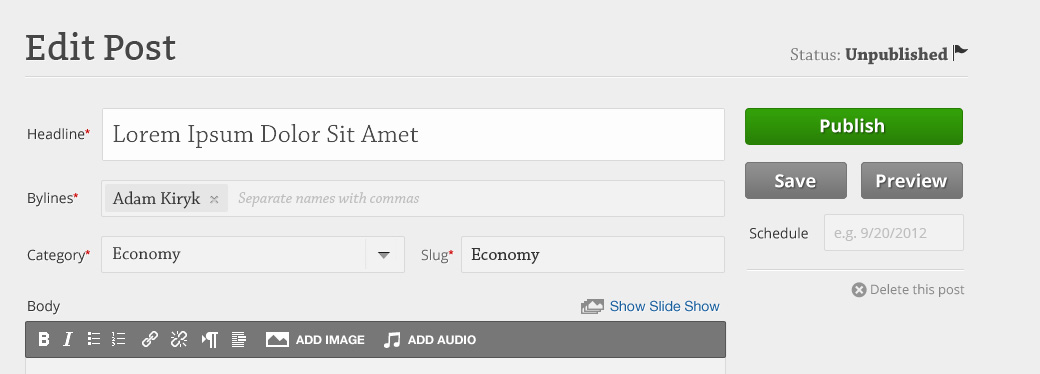 Edit Post
Status: Unpublished
Headline*
Lorem Ipsum Dolor Sit Amet
Publish
Bylines*
Adam Kiryk ×
Separate names with commas
Save
Preview
Category*
Economy
Slug*
Economy
Schedule
e.g. 9/20/2012
Delete this post
Body
Show Slide Show
B I ADD IMAGE ADD AUDIO